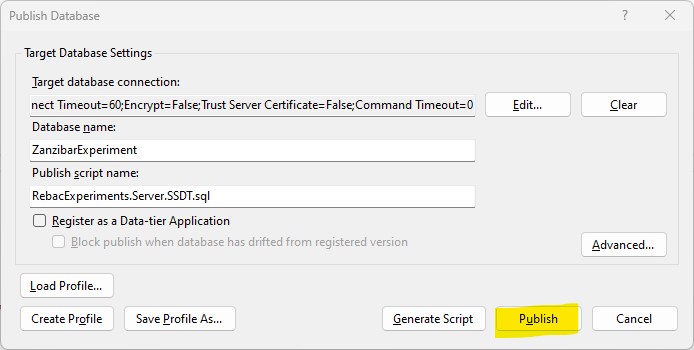 Publish Database
?
Target Database Settings
Target database connection:
nect Timeout=60;Encrypt=False;Trust Server Certificate=False;Command Timeout=0
Edit...
Clear
Database name:
ZanzibarExperiment
Publish script name:
RebacExperiments.Server.SSDT.sql
Register as a Data-tier Application
Block publish when database has drifted from registered version
Advanced...
Load Profile...
Create Profile
Save Profile As...
Generate Script
Publish
Cancel